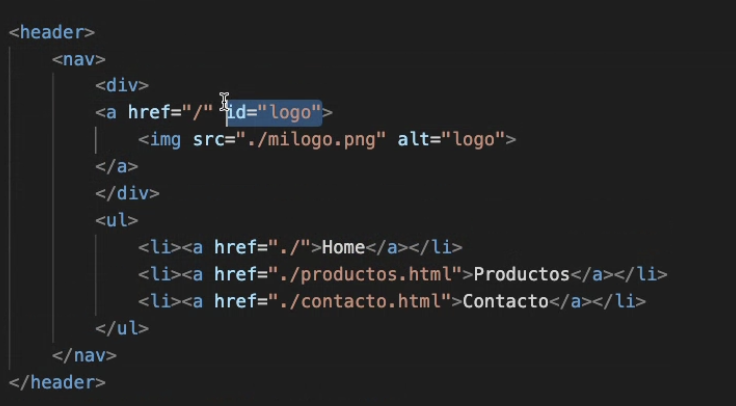 <header>
<nav>
<div>
<a href="/" id="logo">
<img src="./milogo.png" alt="logo">
</a>
</div>
<ul>
<li><a href="./">Home</a></li>
<li><a href="./productos.html">Productos</a></li>
<li><a href="./contacto.html">Contacto</a></li>
</ul>
</nav>
</header>